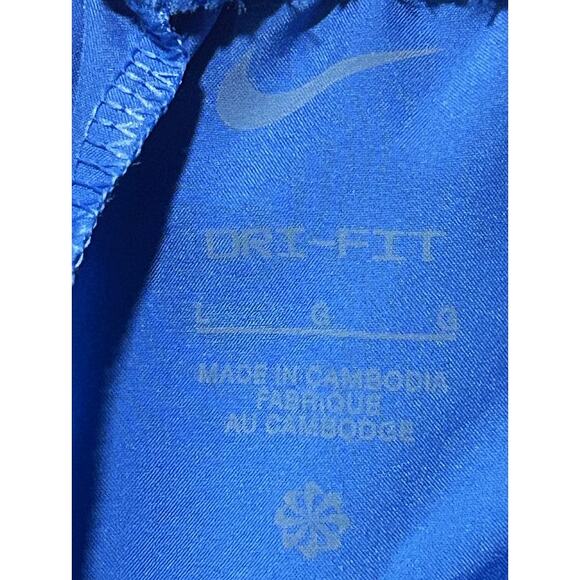 DRI-FIT
L G G
MADE IN CAMBODIA
FABRIQUE
AU CAMBODGE